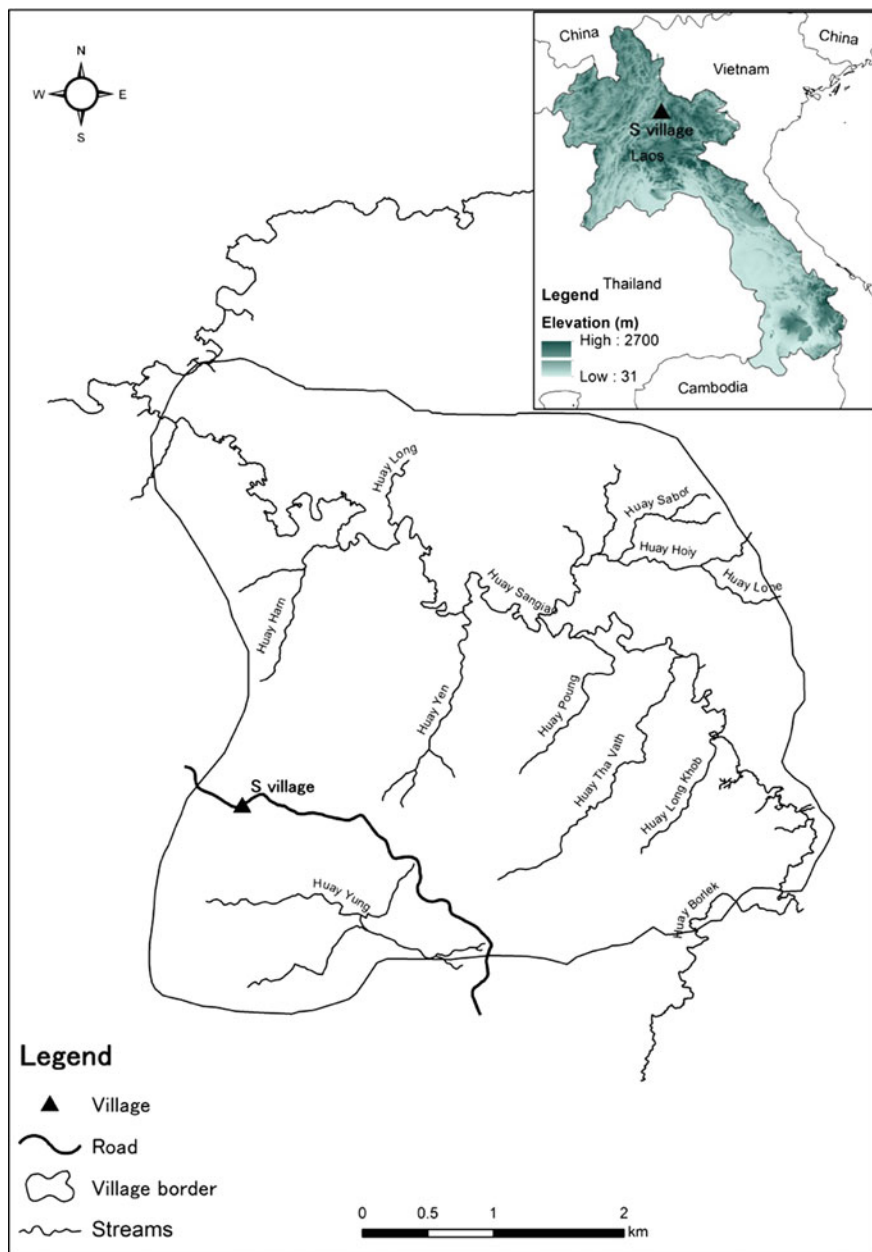 N
W E
S
China
China
Vietnam
S village
Laos
Thailand
Legend
Elevation (m)
High : 2700
Low : 31
Cambodia
Huay Long
Huay Sabor
Huay Hoiy
Huay Lobe
Huay Sangiao
Huay Harn
Huay Yen
Huay Poung
Huay Tha Vath
Huay Long Khob
S village
Huay Yung
Huay Borlek
Legend
Village
Road
Village border
Streams
0 0.5 1 2
km